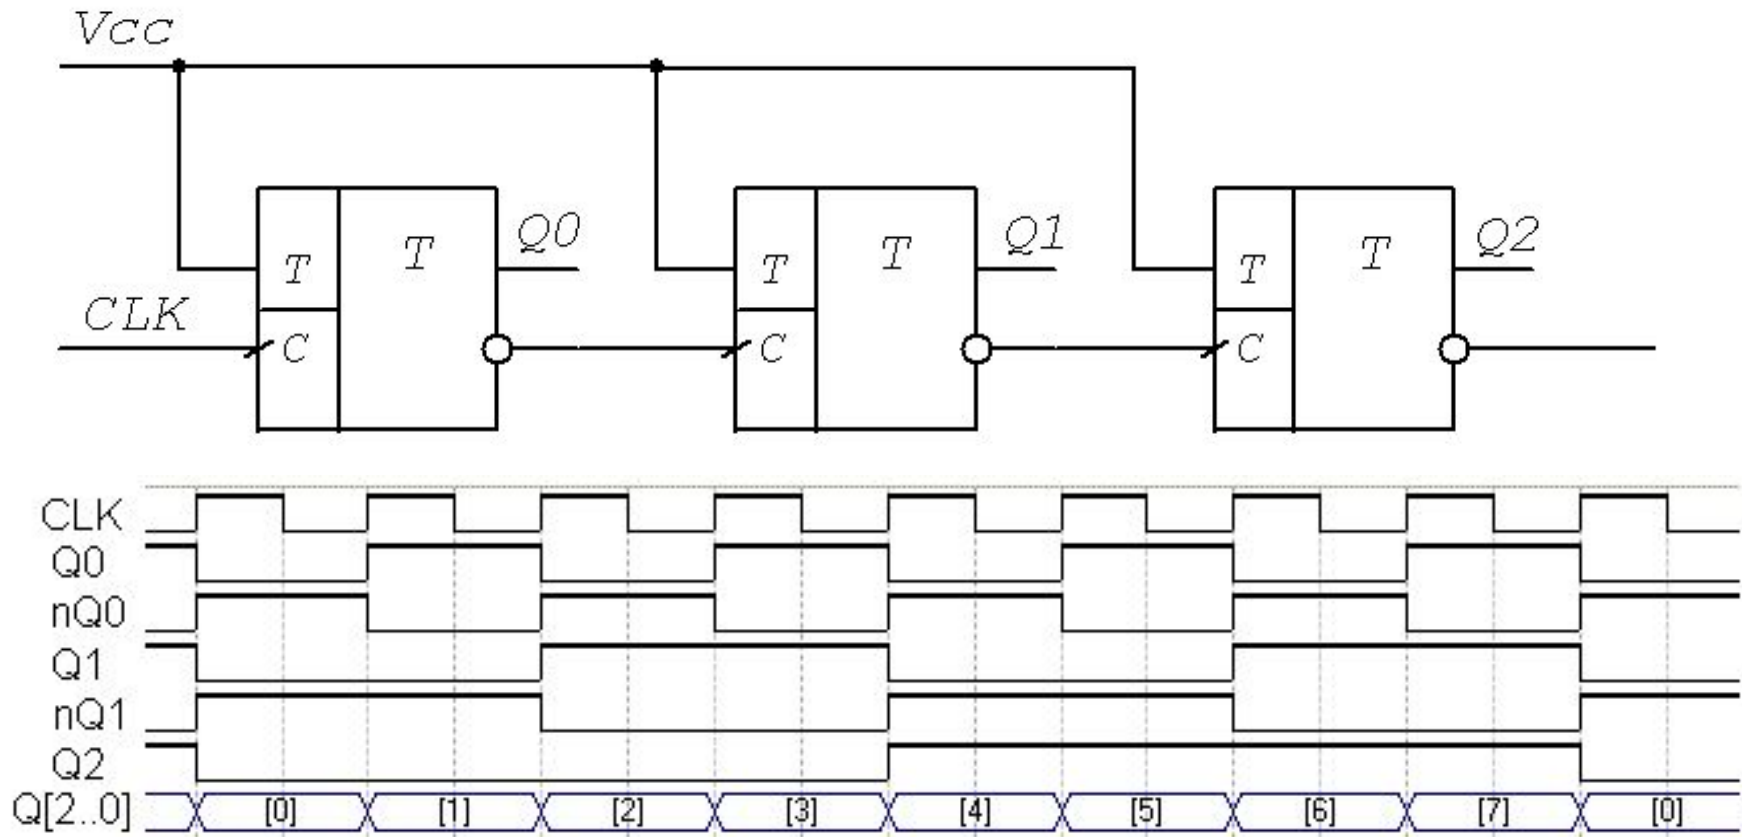 Vcc
Q0 Q1 Q2
T T T T T T
CLK C C C
CLK
Q0
nQ0
Q1
nQ1
Q2
Q[2..0] [0] [1] [2] [3] [4] [5] [6] [7] [0]